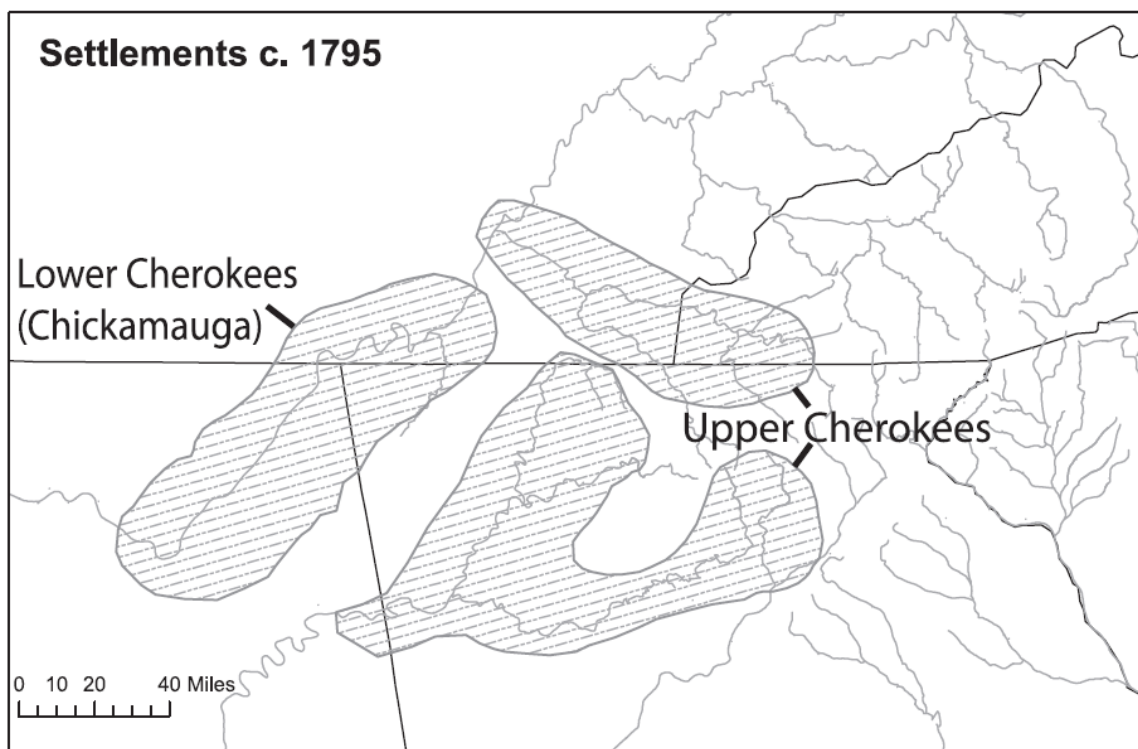 Settlements c. 1795
Lower Cherokees
(Chickamauga)
Upper Cherokees
0 10 20 40 Miles